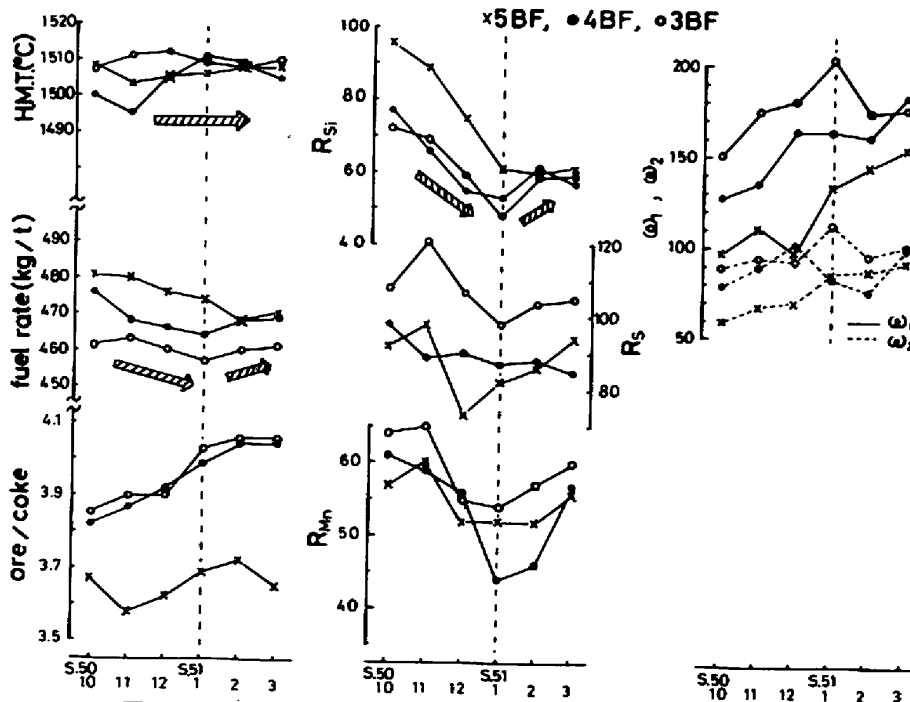 ×5BF, ●4BF, ○3BF
H.M.T.(°C)
1520
1510
1500
1490
fuel rate(kg/t)
490
480
470
460
450
ore/coke
4.1
3.9
3.7
3.5
S.50 S.51
10 11 12 1 2 3
R_Si
100
80
60
40
R_S
120
100
80
R_Mn
60
50
40
S.50 S.51
10 11 12 1 2 3
ω₁, ω₂
200
150
100
50
ω₁
S.50 S.51
10 11 12 1 2 3